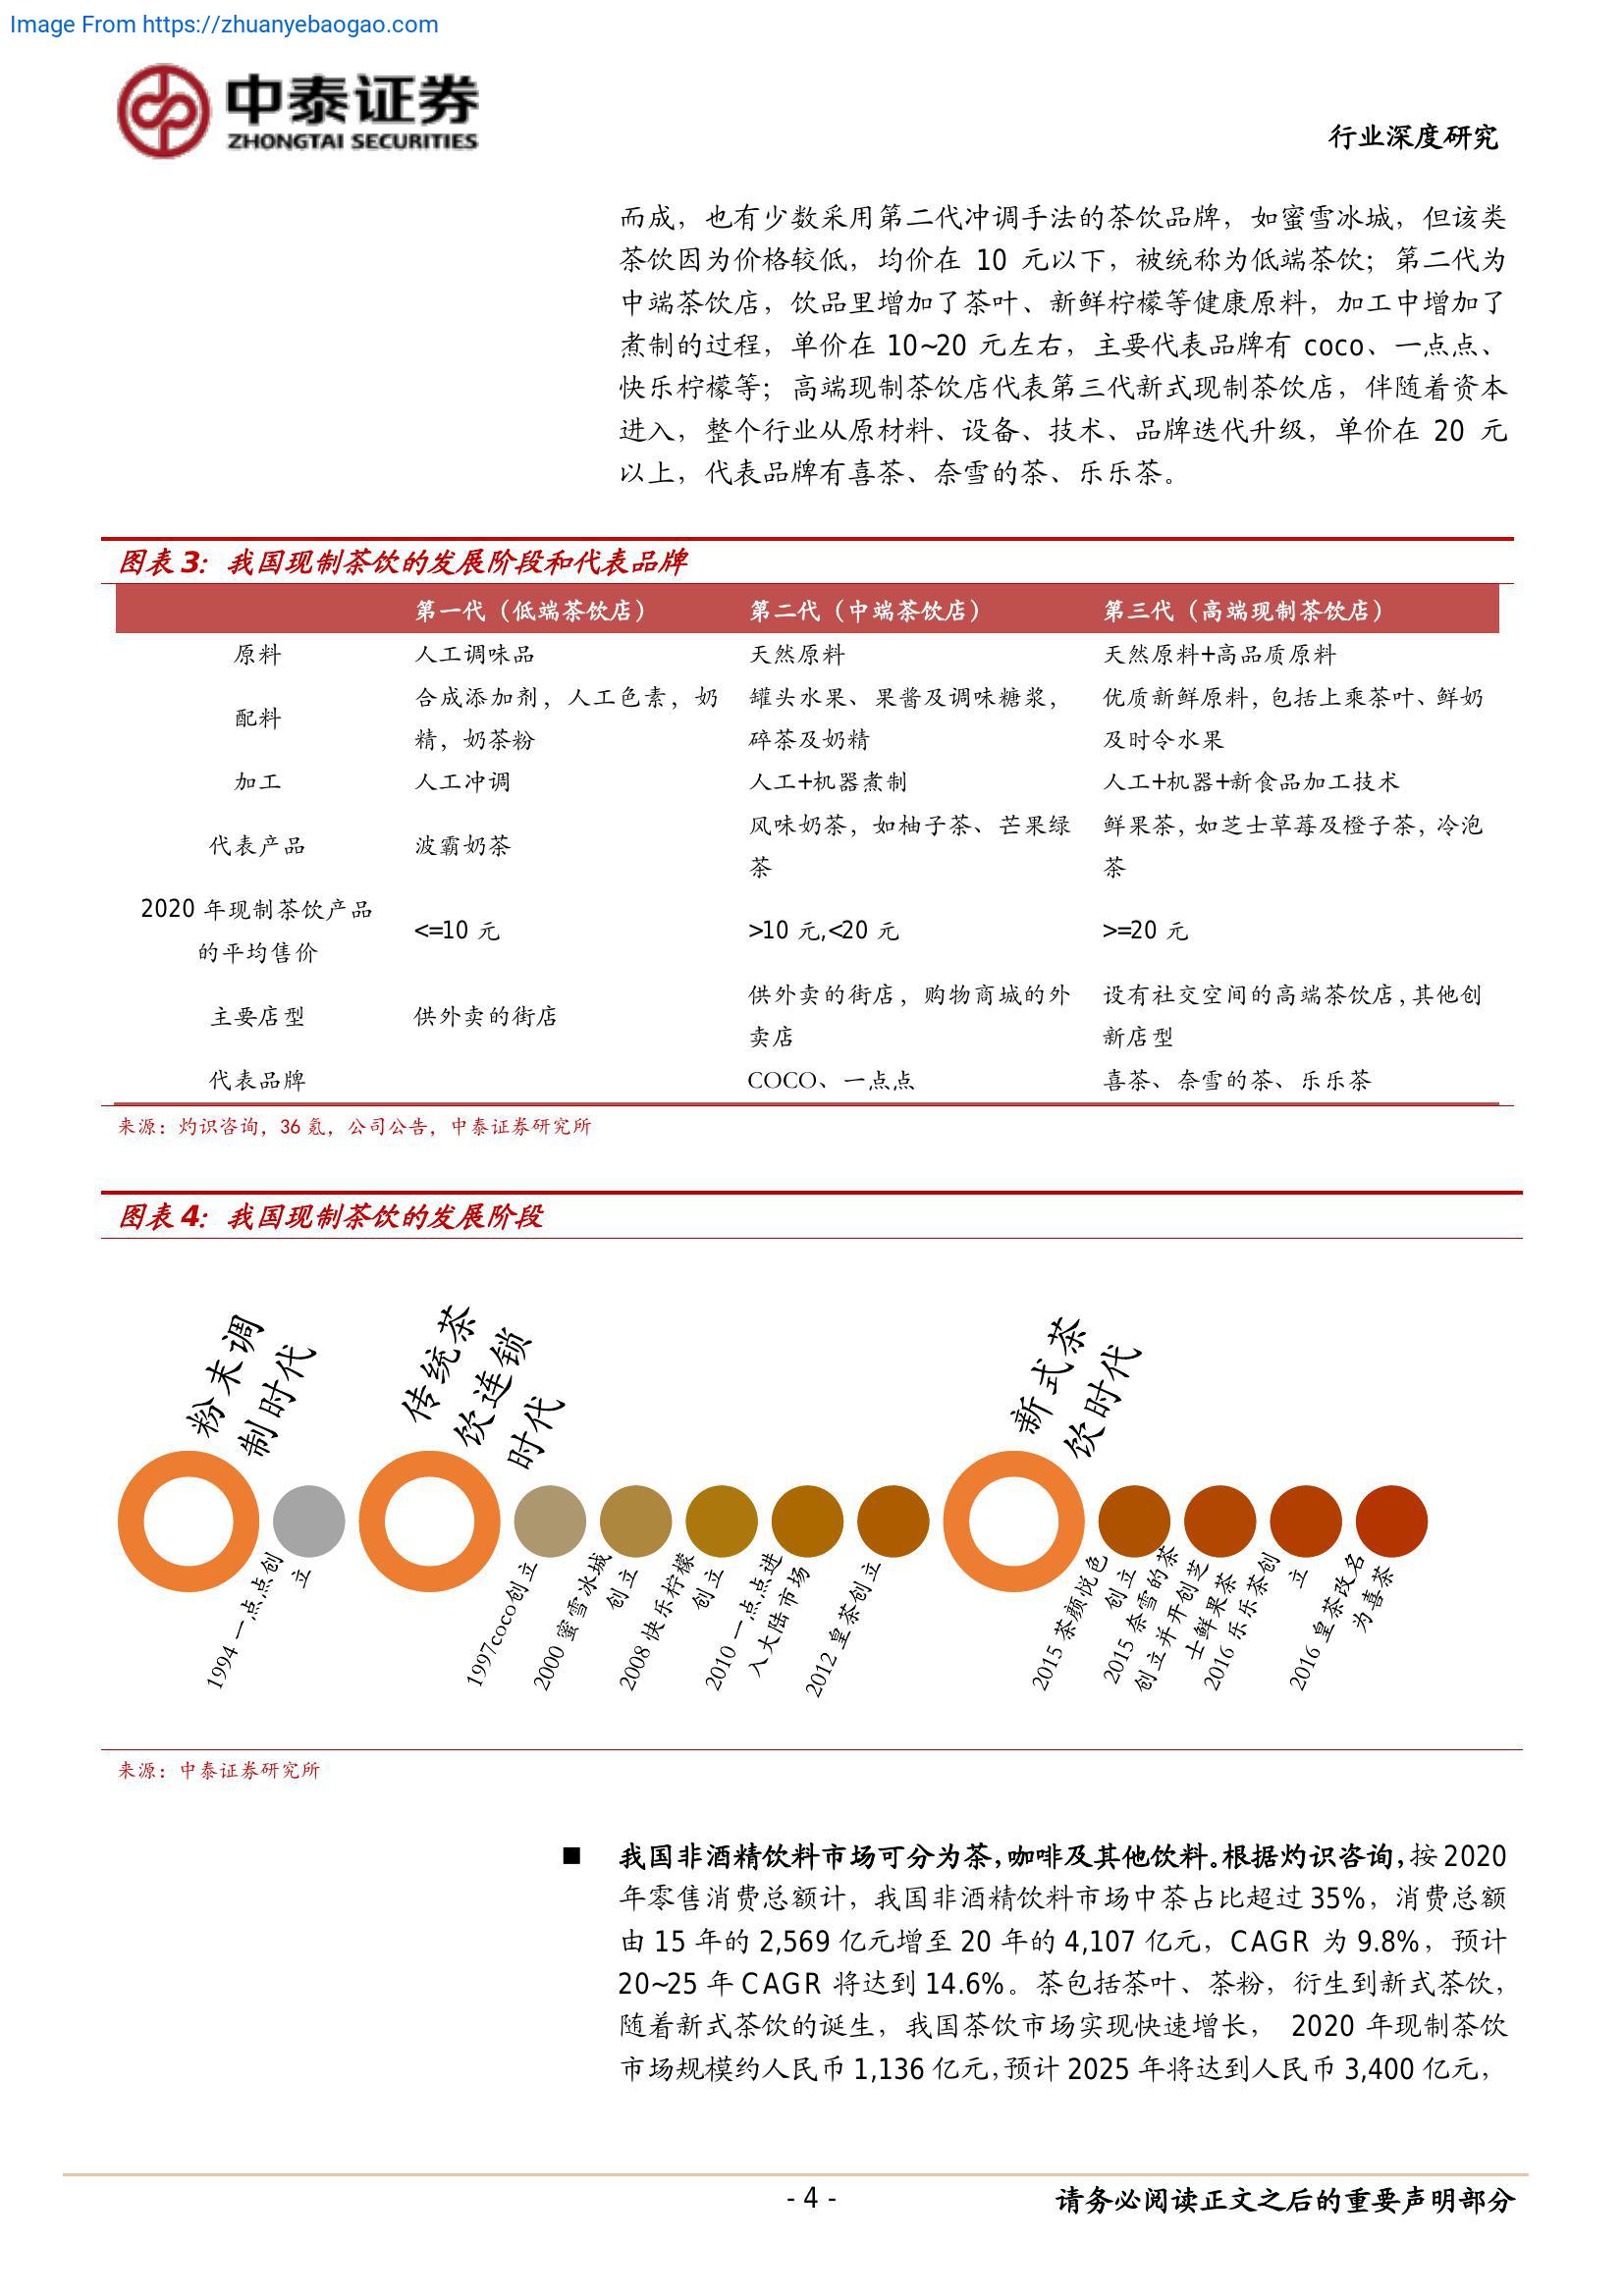 Image From https://zhuanyebaogao.com
中泰证券
ZHONGTAI SECURITIES
行业深度研究
而成，也有少数采用第二代冲调手法的茶饮品牌，如蜜雪冰城，但该类
茶饮因为价格较低，均价在 10 元以下，被统称为低端茶饮；第二代为
中端茶饮店，饮品里增加了茶叶、新鲜柠檬等健康原料，加工中增加了
煮制的过程，单价在 10~20 元左右，主要代表品牌有 coco、一点点、
快乐柠檬等；高端现制茶饮店代表第三代新式现制茶饮店，伴随着资本
进入，整个行业从原材料、设备、技术、品牌迭代升级，单价在 20 元
以上，代表品牌有喜茶、奈雪的茶、乐乐茶。
图表 3：我国现制茶饮的发展阶段和代表品牌
第一代（低端茶饮店） 第二代（中端茶饮店） 第三代（高端现制茶饮店）
原料 人工调味品 天然原料 天然原料+高品质原料
配料 合成添加剂，人工色素，奶 罐头水果、果酱及调味糖浆， 优质新鲜原料，包括上乘茶叶、鲜奶
精，奶茶粉 碎茶及奶精 及时令水果
加工 人工冲调 人工+机器煮制 人工+机器+新食品加工技术
代表产品 波霸奶茶 风味奶茶，如柚子茶、芒果绿 鲜果茶，如芝士草莓及橙子茶，冷泡
茶 茶
2020 年现制茶饮产品
的平均售价 <=10 元 >10 元,<20 元 >=20 元
主要店型 供外卖的街店 供外卖的街店，购物商城的外 设有社交空间的高端茶饮店，其他创
卖店 新店型
代表品牌 COCO、一点点 喜茶、奈雪的茶、乐乐茶
来源：灼识咨询，36 氪，公司公告，中泰证券研究所
图表 4：我国现制茶饮的发展阶段
粉末调
制时代
1994 一点点创
立
传统茶
饮连锁
时代
1997coco创立
2000 蜜雪冰城
创立
2008 快乐柠檬
创立
2010 一点点进
入大陆市场
2012 皇茶创立
新式茶
饮时代
2015 茶颜悦色
创立
2015 奈雪的茶
创立并开创芝
士鲜果茶
2016 乐乐茶创
立
2016 皇茶改名
为喜茶
来源：中泰证券研究所
■ 我国非酒精饮料市场可分为茶，咖啡及其他饮料。根据灼识咨询，按 2020
年零售消费总额计，我国非酒精饮料市场中茶占比超过 35%，消费总额
由 15 年的 2,569 亿元增至 20 年的 4,107 亿元，CAGR 为 9.8%，预计
20~25 年 CAGR 将达到 14.6%。茶包括茶叶、茶粉，衍生到新式茶饮，
随着新式茶饮的诞生，我国茶饮市场实现快速增长， 2020 年现制茶饮
市场规模约人民币 1,136 亿元，预计 2025 年将达到人民币 3,400 亿元，
- 4 -
请务必阅读正文之后的重要声明部分